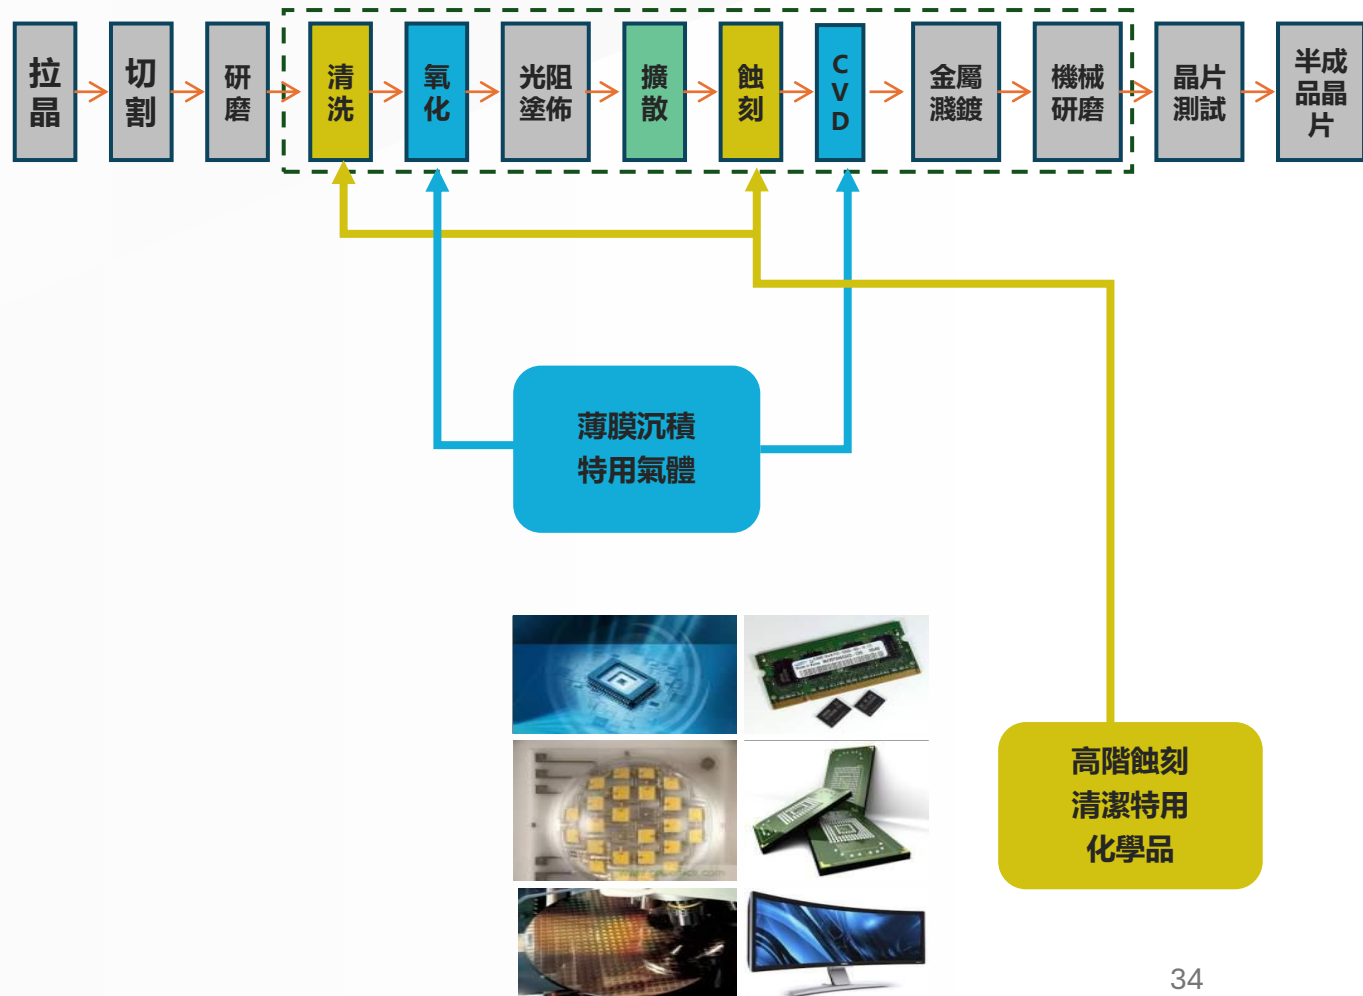 拉
晶
切
割
研
磨
清
洗
氧
化
光阻
塗佈
擴
散
蝕
刻
C
V
D
金屬
濺鍍
機械
研磨
晶片
測試
半成
品晶
片
薄膜沉積
特用氣體
高階蝕刻
清潔特用
化學品
34